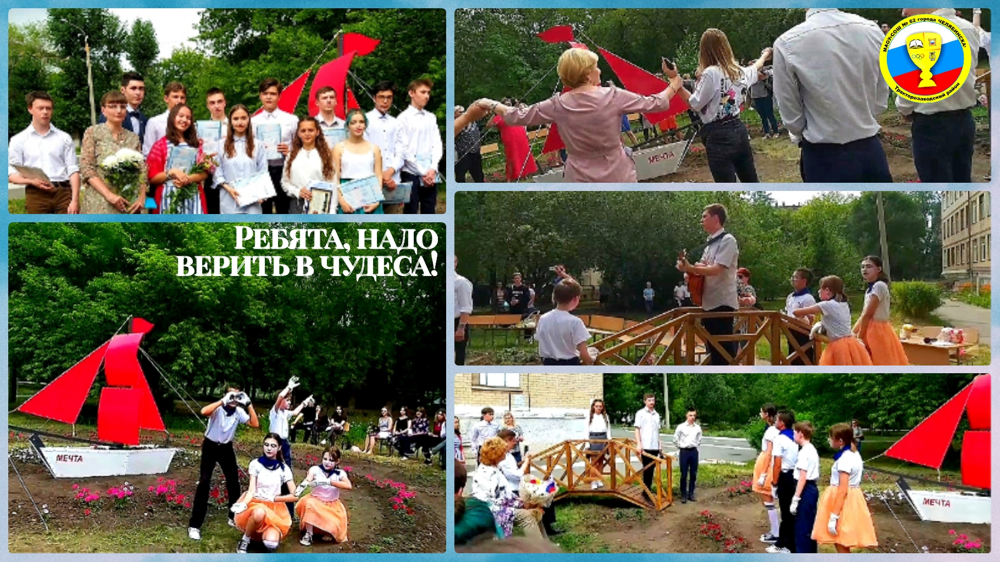 МАОУ СОШ № 62 города ЧЕЛЯБИНСКА
Тракторозаводский район
МЕЧТА
РЕБЯТА, НАДО
ВЕРИТЬ В ЧУДЕСА!
МЕЧТА
МЕЧТА